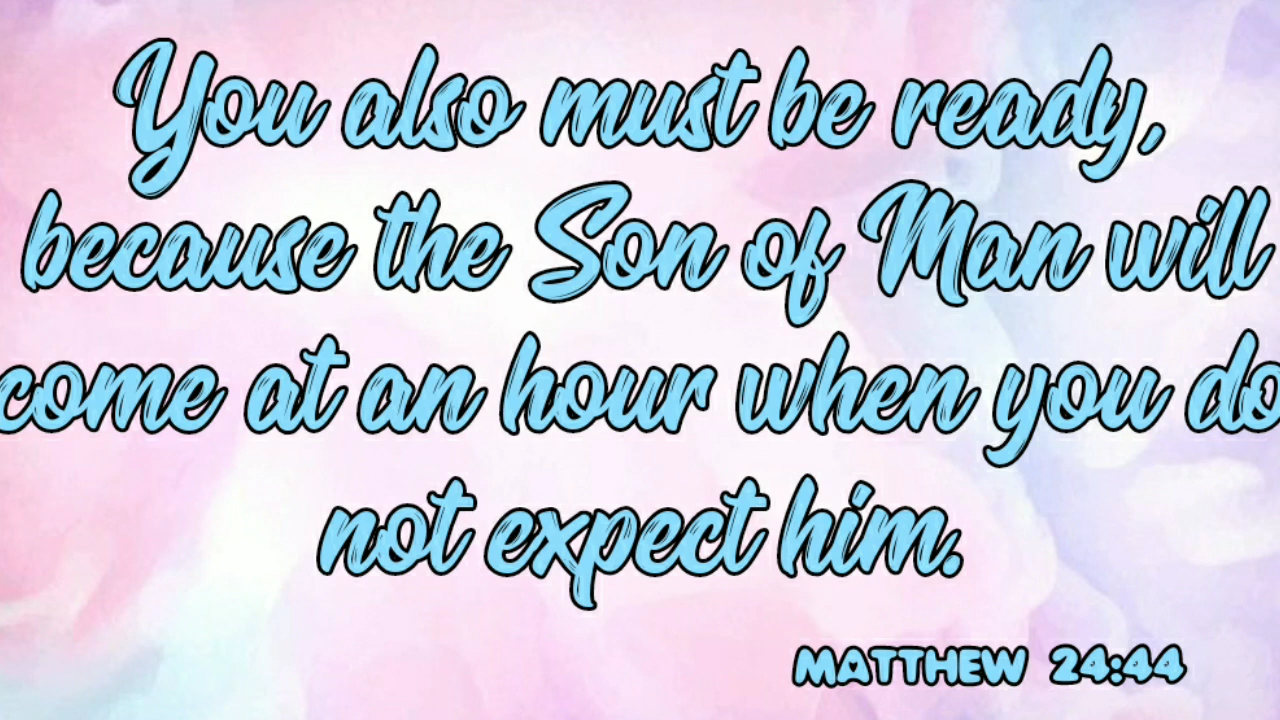 You also must be ready,
because the Son of Man will
come at an hour when you do
not expect him.
MATTHEW 24:44